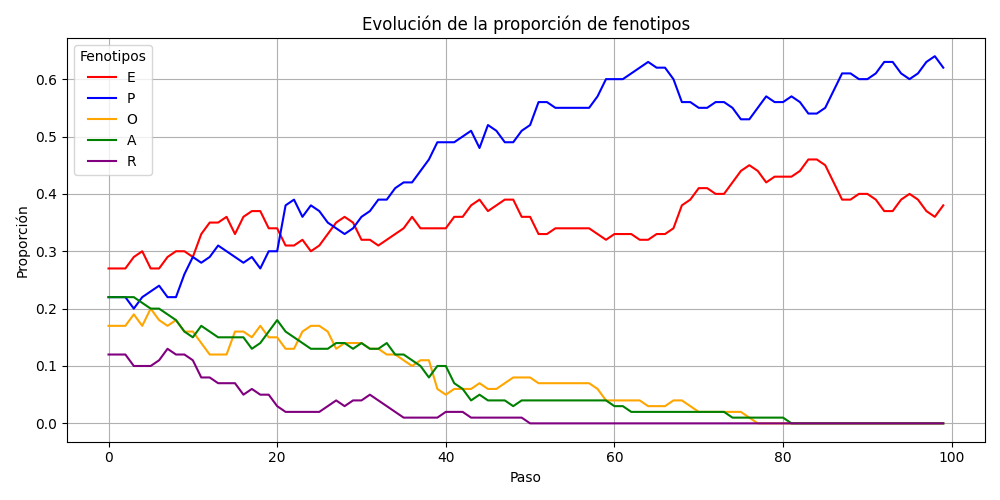 Evolución de la proporción de fenotipos
Fenotipos
E
P
O
A
R
Proporción
0.6
0.5
0.4
0.3
0.2
0.1
0.0
0 20 40 60 80 100
Paso